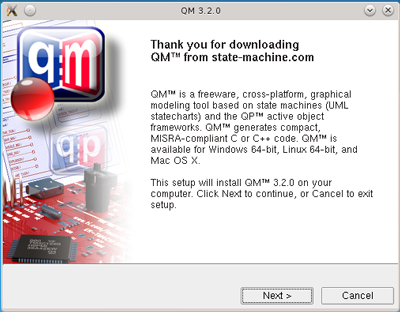 QM 3.2.0
Thank you for downloading
QM™ from state-machine.com
QM™ is a freeware, cross-platform, graphical
modeling tool based on state machines (UML
statecharts) and the QP™ active object
frameworks. QM™ generates compact,
MISRA-compliant C or C++ code. QM™ is
available for Windows 64-bit, Linux 64-bit, and
Mac OS X.
This setup will install QM™ 3.2.0 on your
computer. Click Next to continue, or Cancel to exit
setup.
qm
qp
Next >
Cancel